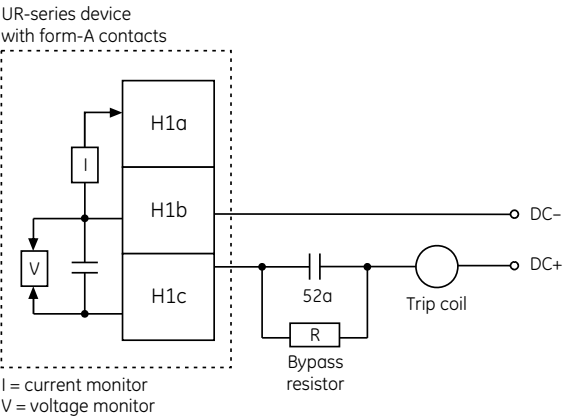 UR-series device
with form-A contacts
H1a
I
H1b
DC–
V
H1c
52a
DC+
Trip coil
R
Bypass
resistor
I = current monitor
V = voltage monitor